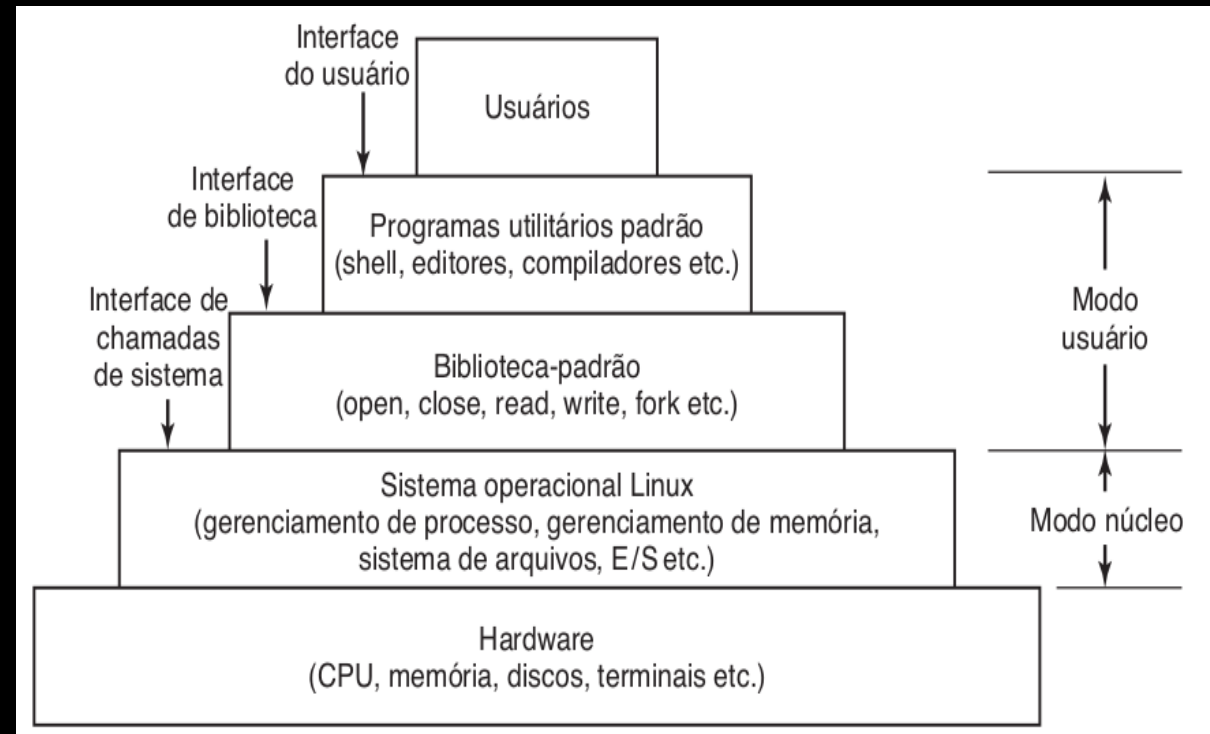 Interface
do usuário
Usuários
Interface
de biblioteca
Programas utilitários padrão
(shell, editores, compiladores etc.)
Interface de
chamadas
de sistema
Biblioteca-padrão
(open, close, read, write, fork etc.)
Modo
usuário
Sistema operacional Linux
(gerenciamento de processo, gerenciamento de memória,
sistema de arquivos, E/S etc.)
Modo núcleo
Hardware
(CPU, memória, discos, terminais etc.)